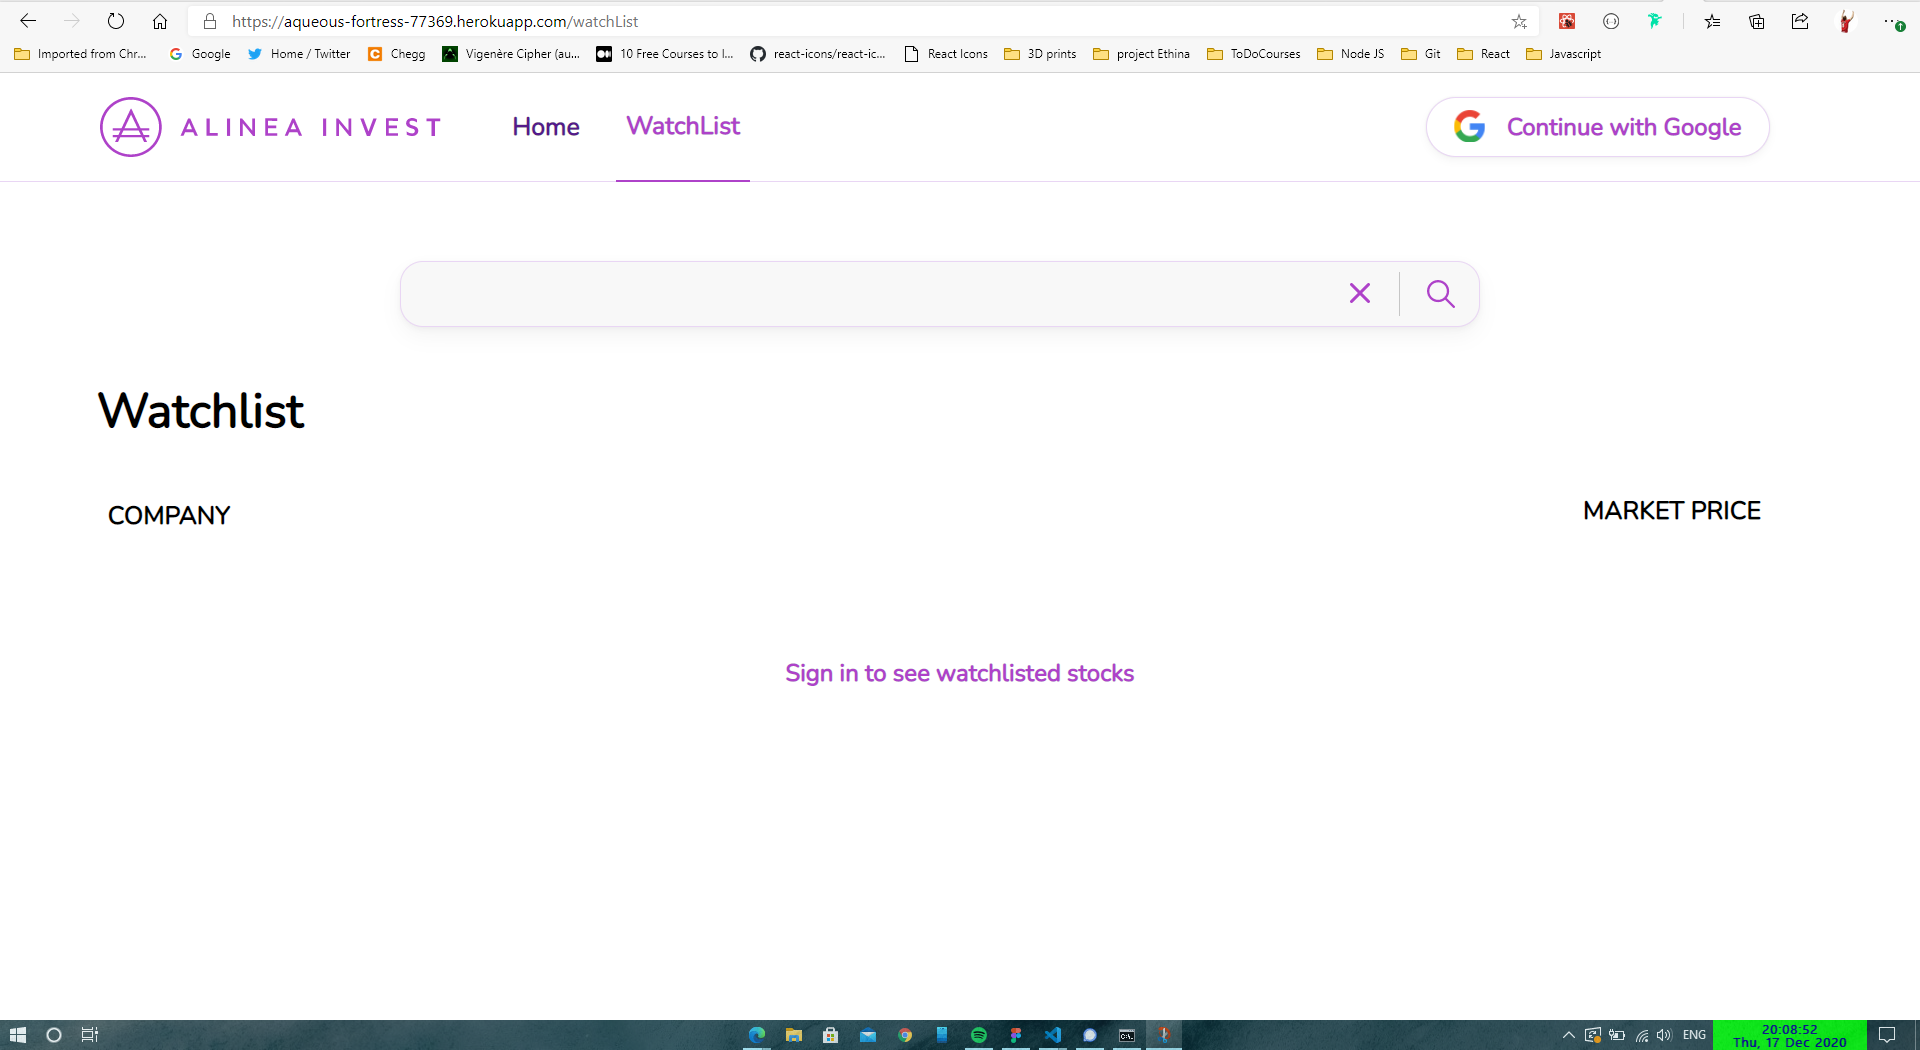 https://aqueous-fortress-77369.herokuapp.com/watchList
Imported from Chr... Google Home / Twitter Chegg Vigenère Cipher (au... 10 Free Courses to l... react-icons/react-ic... React Icons 3D prints project Ethina ToDoCourses Node JS Git React Javascript
ALINEA INVEST Home WatchList Continue with Google
Watchlist
COMPANY MARKET PRICE
Sign in to see watchlisted stocks
ENG 20:08:52
Thu, 17 Dec 2020